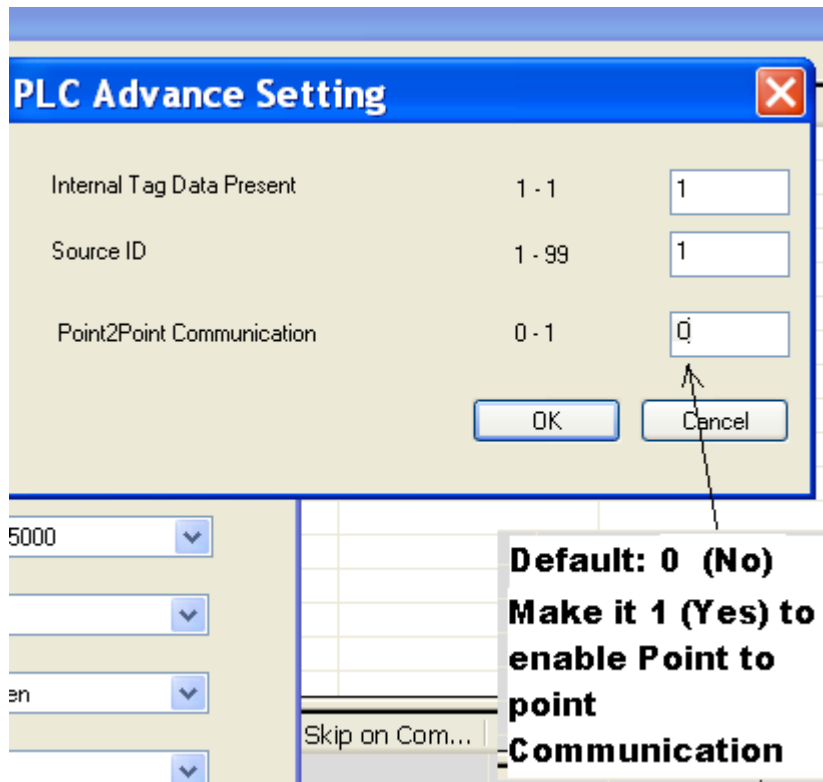 PLC Advance Setting
Internal Tag Data Present 1 - 1 1
Source ID 1 - 99 1
Point2Point Communication 0 - 1 0
OK Cancel
5000
en
Skip on Com...
Default: 0 (No)
Make it 1 (Yes) to
enable Point to
point
Communication